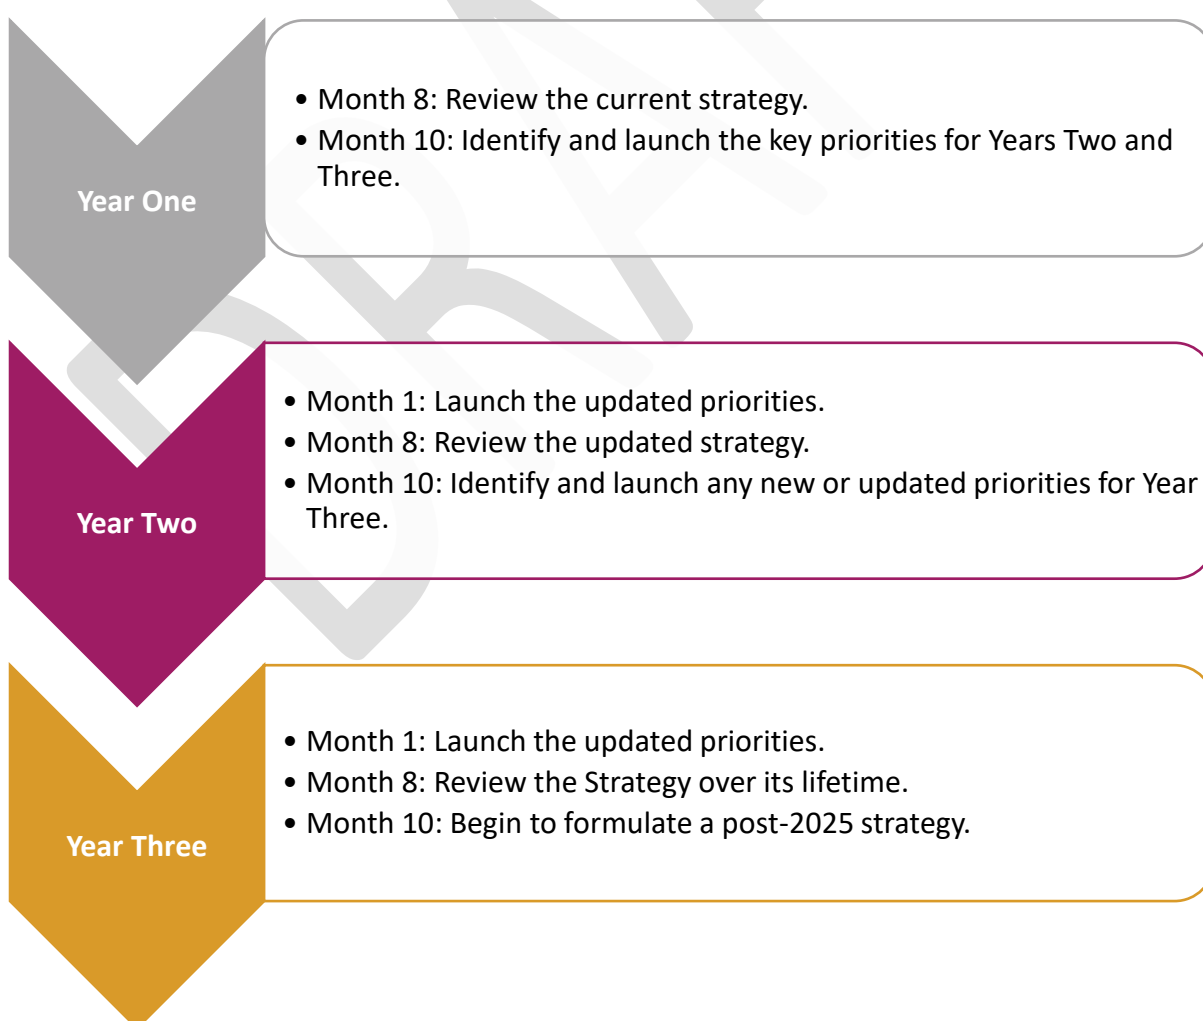 • Month 8: Review the current strategy.
• Month 10: Identify and launch the key priorities for Years Two and
Three.
Year One
• Month 1: Launch the updated priorities.
• Month 8: Review the updated strategy.
• Month 10: Identify and launch any new or updated priorities for Year
Three.
Year Two
• Month 1: Launch the updated priorities.
• Month 8: Review the Strategy over its lifetime.
• Month 10: Begin to formulate a post-2025 strategy.
Year Three